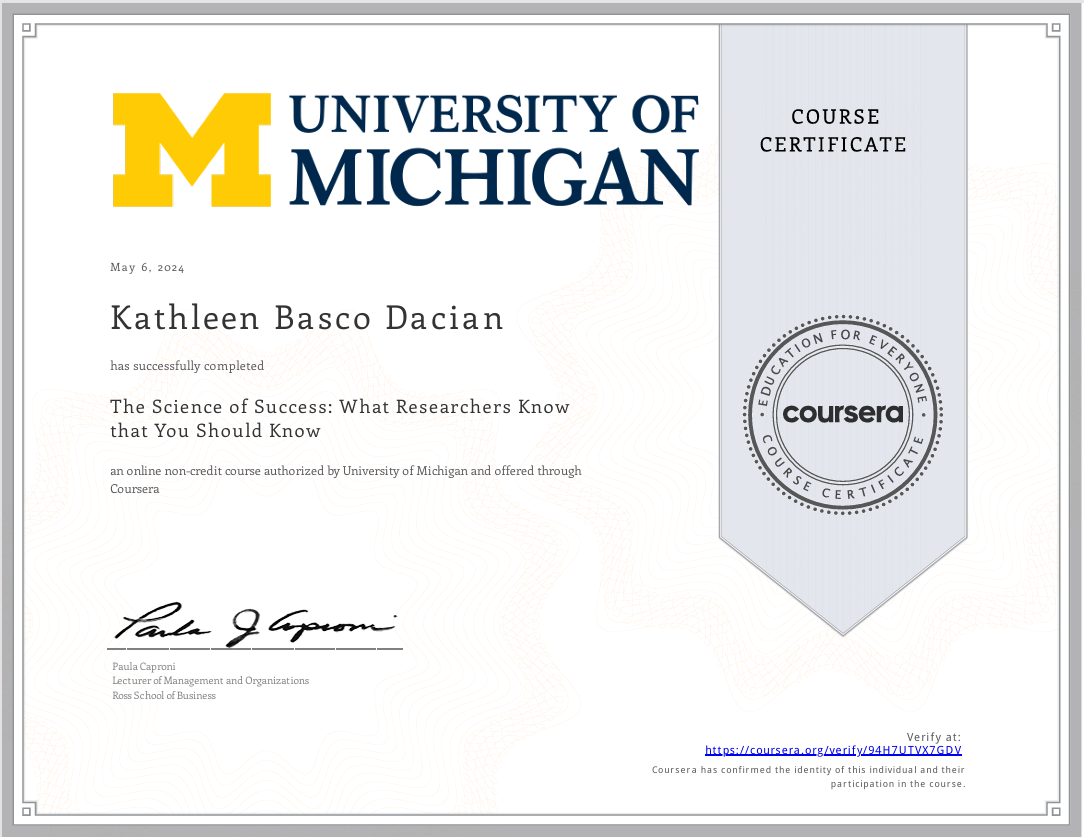 M UNIVERSITY OF
MICHIGAN
COURSE
CERTIFICATE
May 6, 2024
Kathleen Basco Dacian
has successfully completed
The Science of Success: What Researchers Know
that You Should Know
an online non-credit course authorized by University of Michigan and offered through
Coursera
EDUCATION FOR EVERYONE
coursera
COURSE CERTIFICATE
Paula J Caproni
Paula Caproni
Lecturer of Management and Organizations
Ross School of Business
Verify at:
https://coursera.org/verify/94H7UTVX7GDV
Coursera has confirmed the identity of this individual and their
participation in the course.